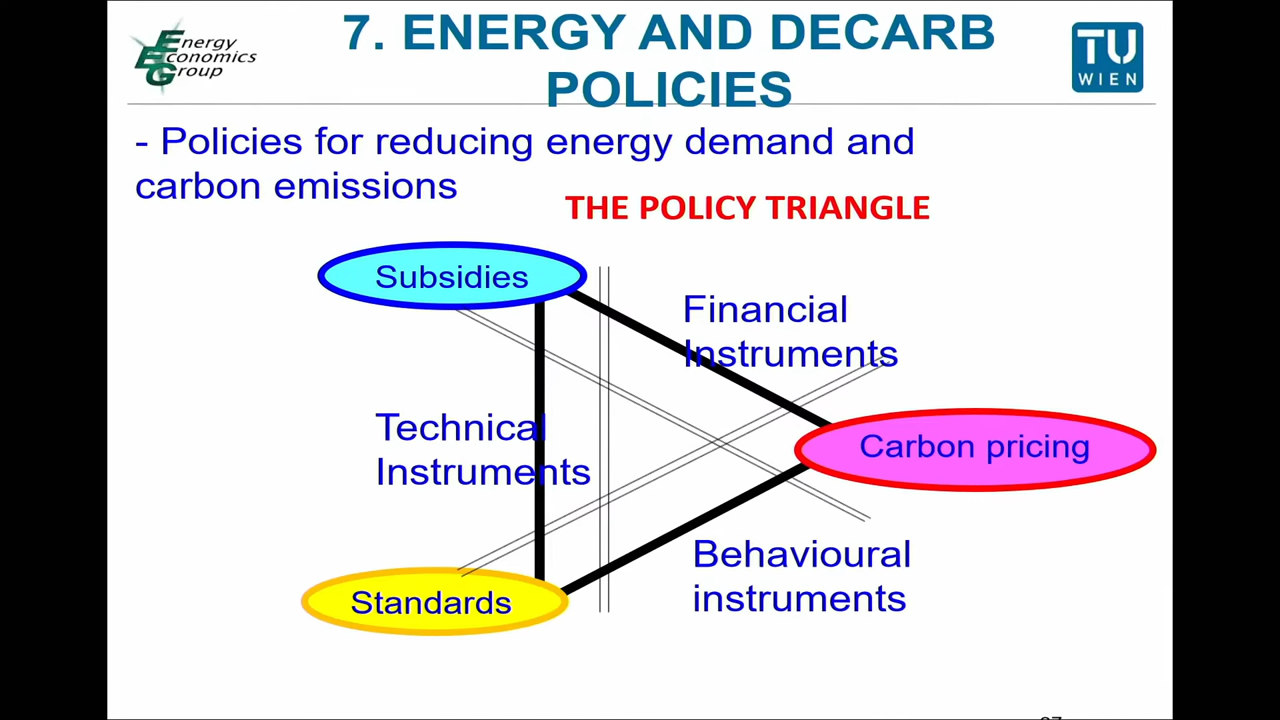 Energy
Economics
Group
7. ENERGY AND DECARB
POLICIES
TU
WIEN
- Policies for reducing energy demand and
carbon emissions
THE POLICY TRIANGLE
Subsidies
Financial
Instruments
Technical
Instruments
Carbon pricing
Behavioural
instruments
Standards